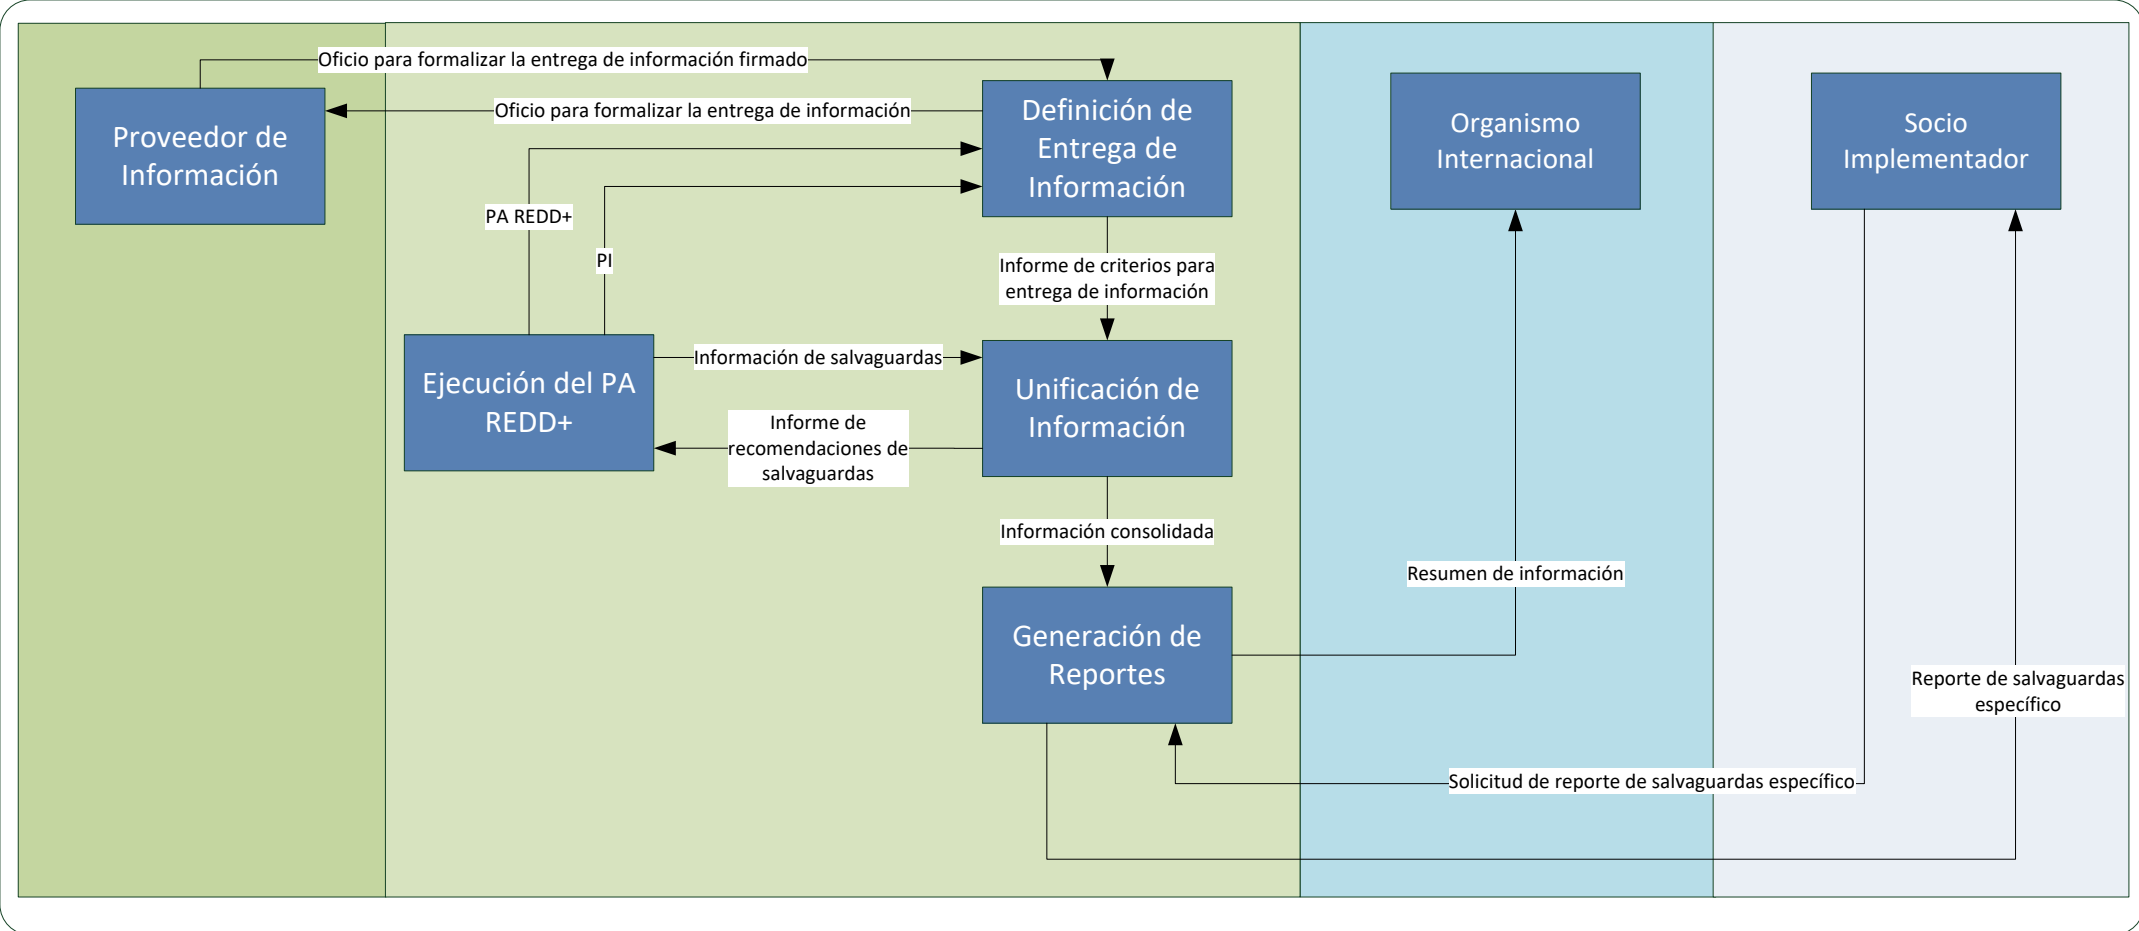 Oficio para formalizar la entrega de información firmado
Oficio para formalizar la entrega de información
Proveedor de
Información
Definición de
Entrega de
Información
Organismo
Internacional
Socio
Implementador
PA REDD+
PI
Informe de criterios para
entrega de información
Información de salvaguardas
Ejecución del PA
REDD+
Unificación de
Información
Informe de
recomendaciones de
salvaguardas
Información consolidada
Resumen de información
Generación de
Reportes
Reporte de salvaguardas
específico
Solicitud de reporte de salvaguardas específico